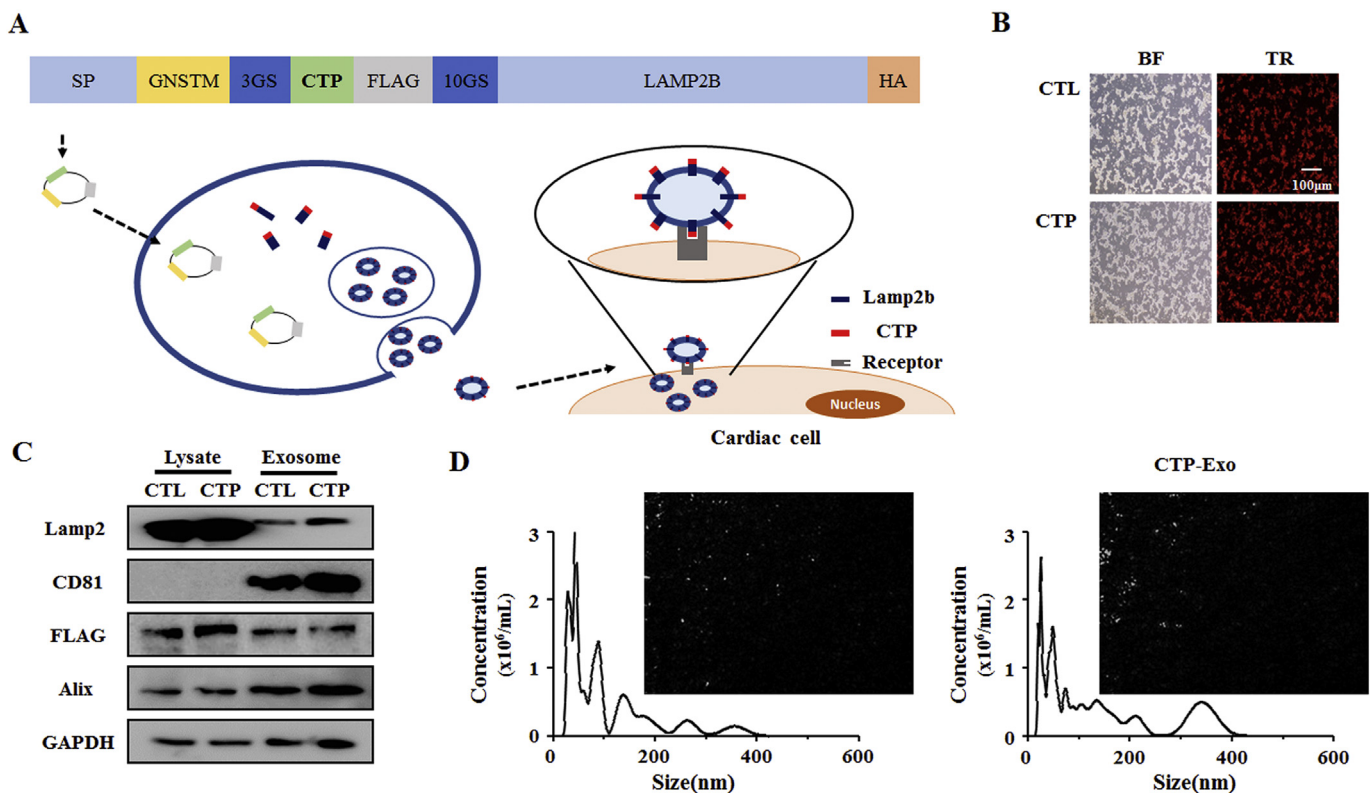 A
SP GNSTM 3GS CTP FLAG 10GS LAMP2B HA
Lamp2b
CTP
Receptor
Nucleus
Cardiac cell
B
BF TR
CTL
100μm
CTP
C
Lysate Exosome
CTL CTP CTL CTP
Lamp2
CD81
FLAG
Alix
GAPDH
D
Concentration
(x10⁶/mL)
3
2
1
0
0 200 400 600
Size(nm)
CTP-Exo
Concentration
(x10⁶/mL)
3
2
1
0
0 200 400 600
Size(nm)